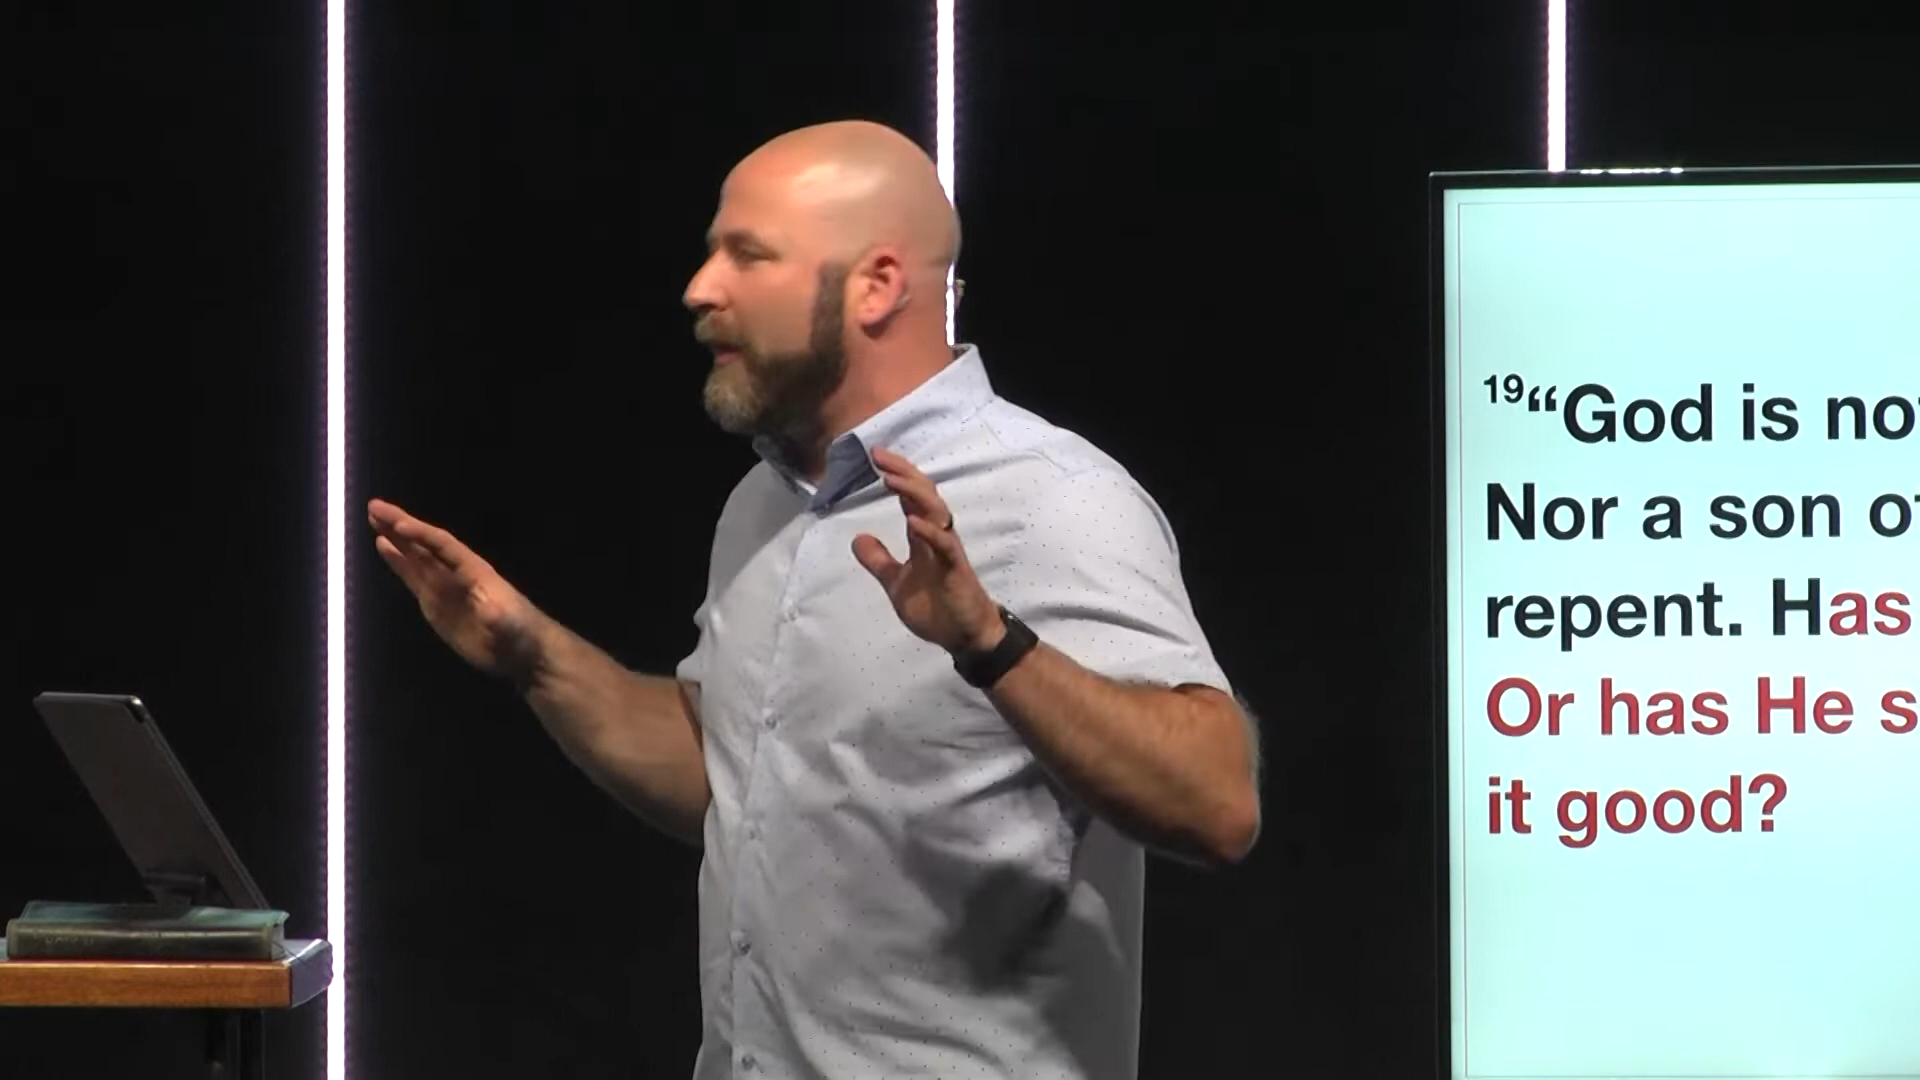 19“God is no
Nor a son o
repent. Has
Or has He s
it good?